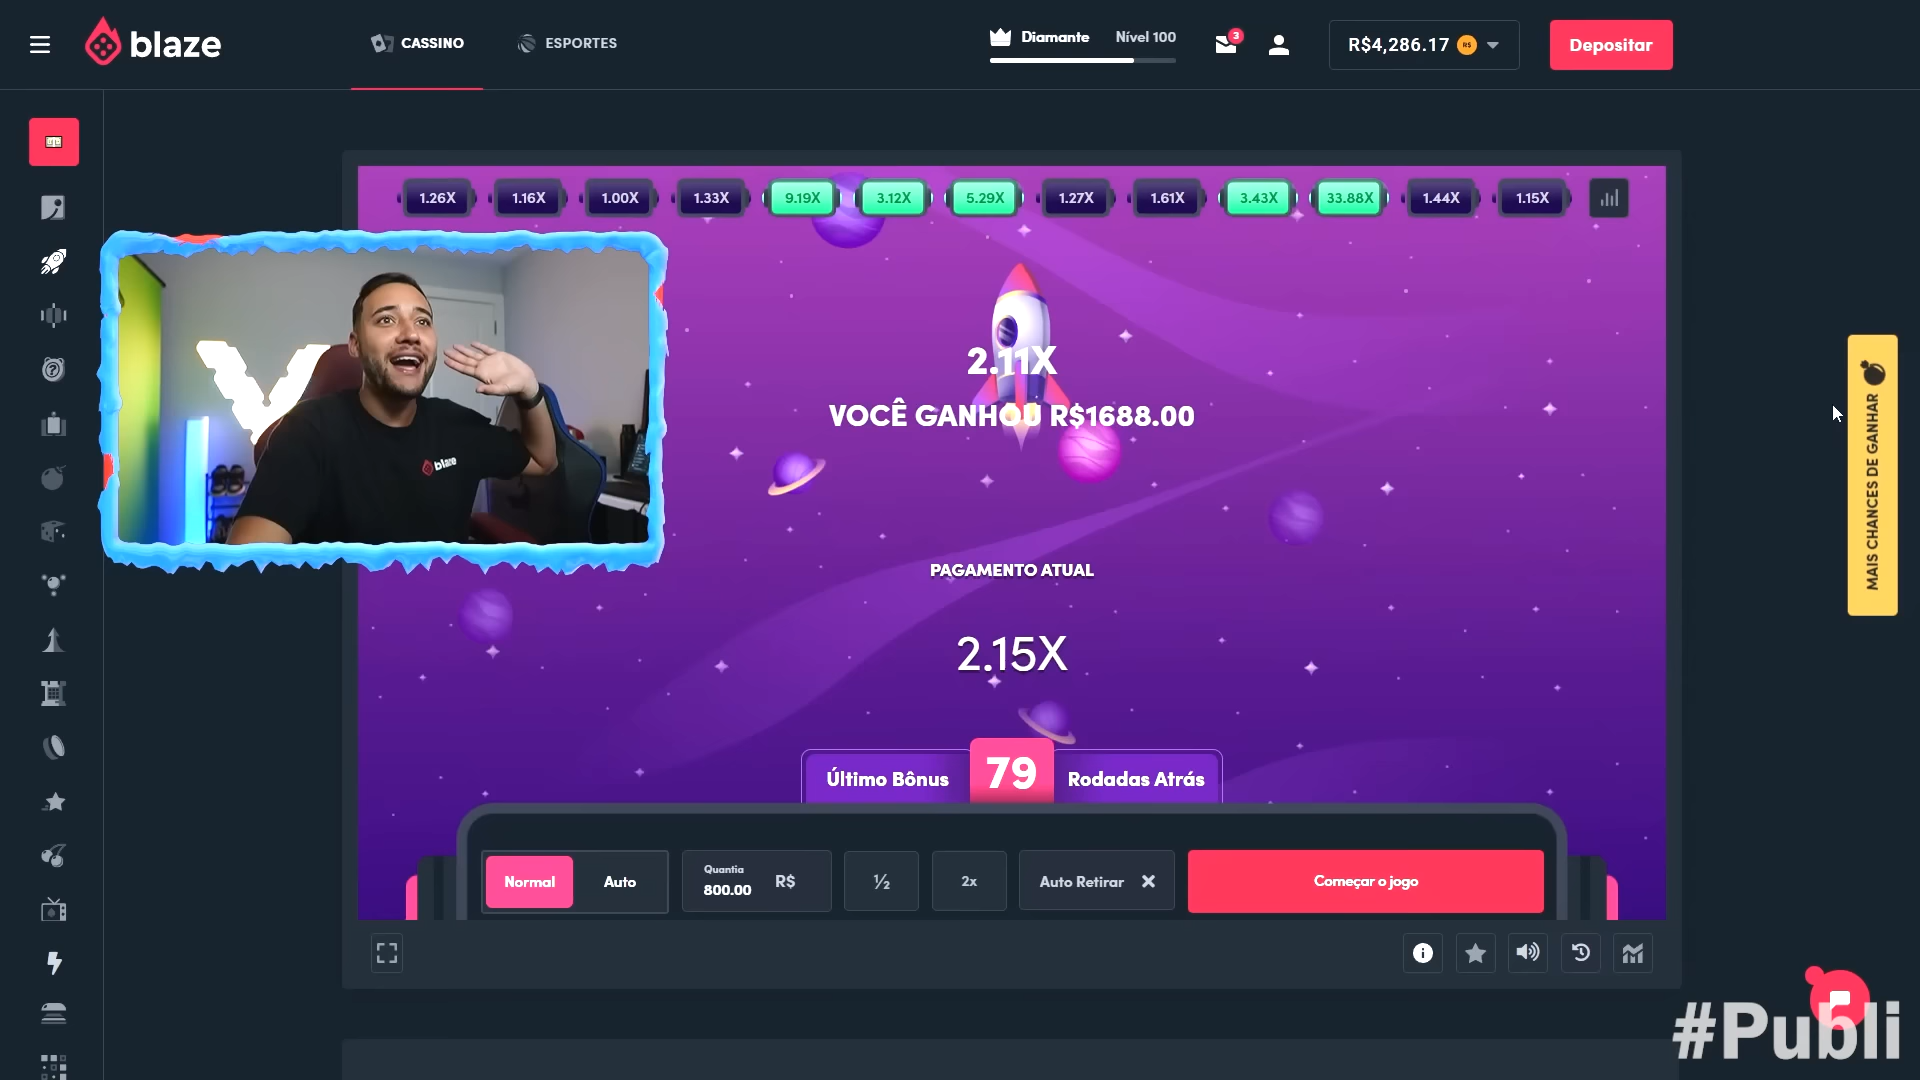 blaze
CASSINO
ESPORTES
Diamante
Nível 100
3
R$4,286.17
R$
Depositar
1.26X
1.16X
1.00X
1.33X
9.19X
3.12X
5.29X
1.27X
1.61X
3.43X
33.88X
1.44X
1.15X
2.11X
VOCÊ GANHOU R$1688.00
blaze
MAIS CHANCES DE GANHAR
PAGAMENTO ATUAL
2.15X
Último Bônus
79
Rodadas Atrás
Normal
Auto
Quantia
800.00
R$
½
2x
Auto Retirar
Começar o jogo
#Publi